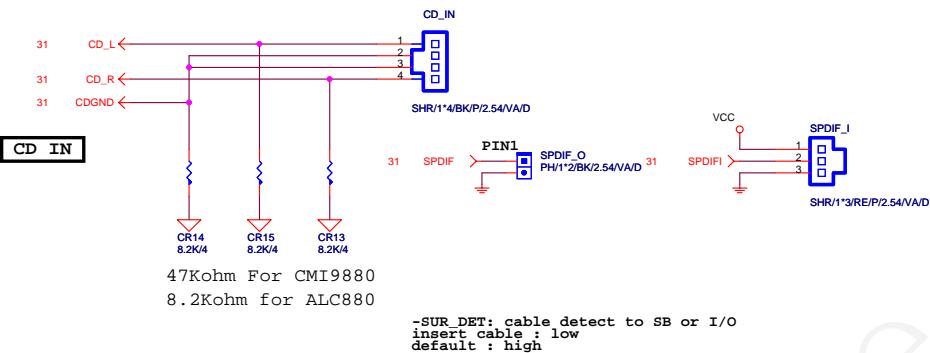 CD_IN
31 CD_L 1
2
3
31 CD_R 4
31 CDGND
SHR/1*4/BK/P/2.54/VA/D
CD IN
VCC
SPDIF_I
PIN1
31 SPDIF
SPDIF_O
PH/1*2/BK/2.54/VA/D
31 SPDIFI
1
2
3
SHR/1*3/RE/P/2.54/VA/D
CR14 CR15 CR13
8.2K/4 8.2K/4 8.2K/4
47Kohm For CMI9880
8.2Kohm for ALC880
-SUR_DET: cable detect to SB or I/O
insert cable : low
default : high